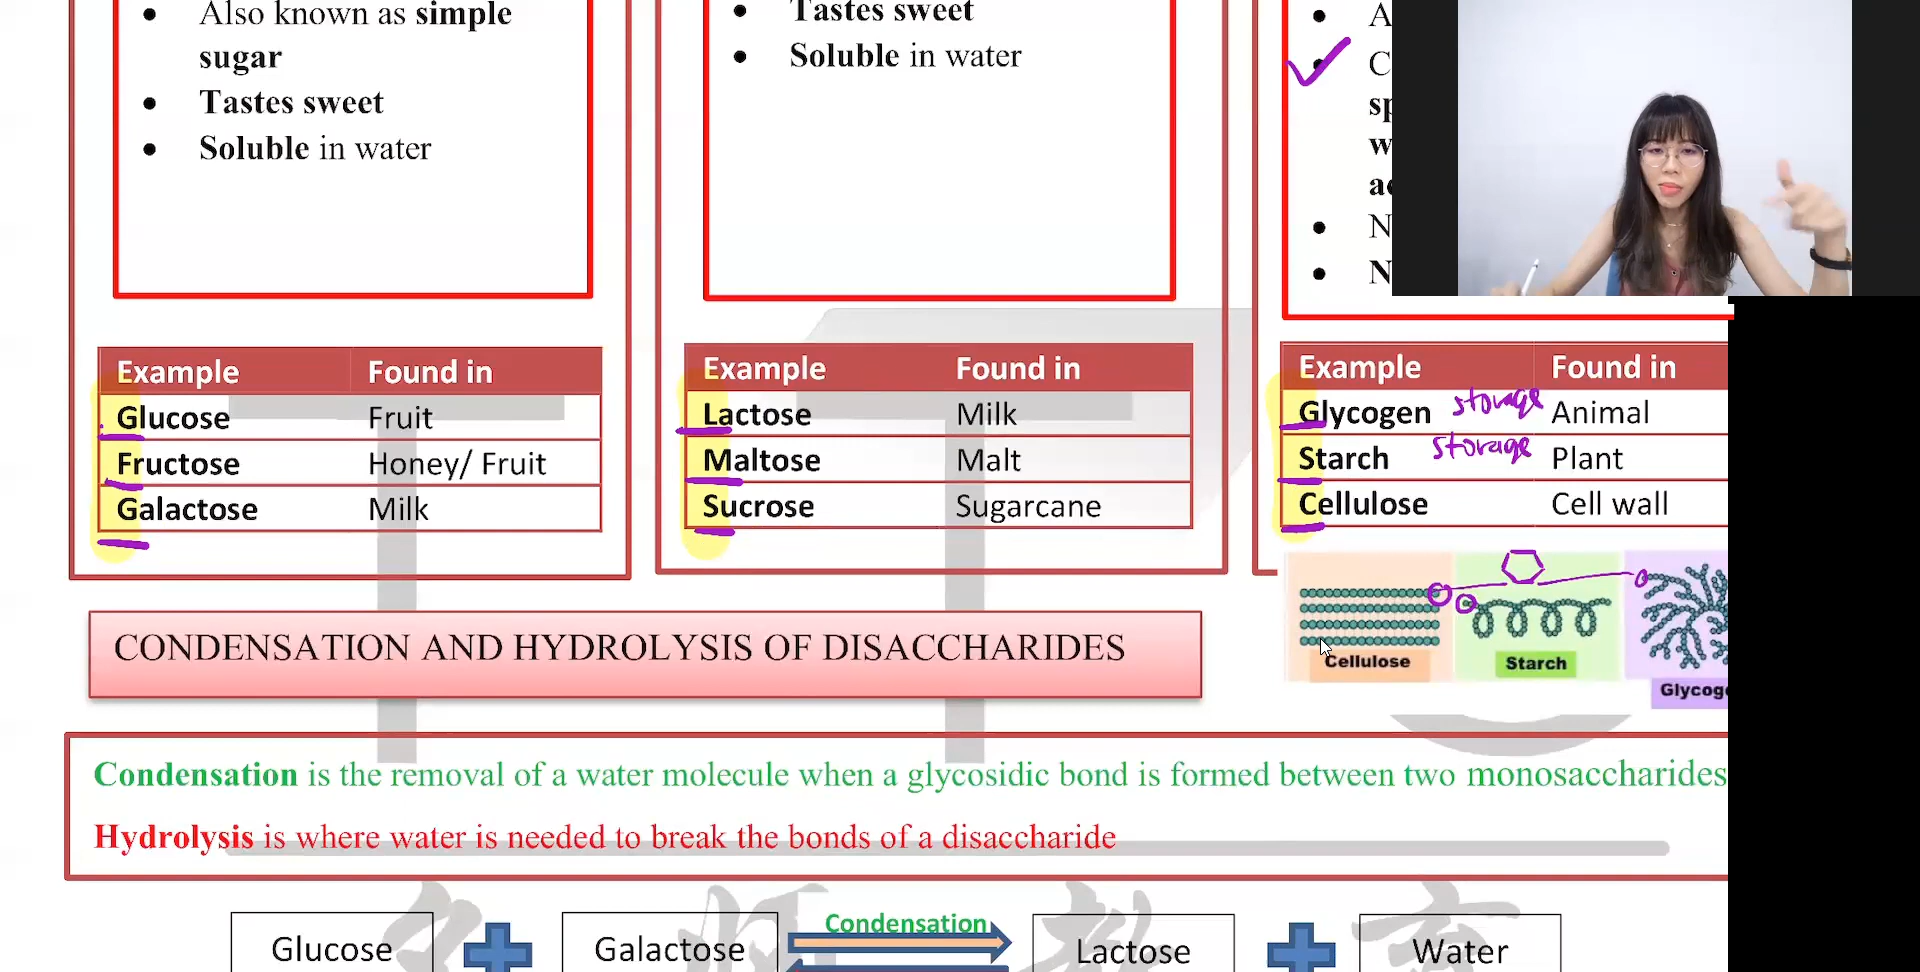 Also known as simple
sugar
Tastes sweet
Soluble in water
Tastes sweet
Soluble in water
Example Found in
Glucose Fruit
Fructose Honey/ Fruit
Galactose Milk
Example Found in
Lactose Milk
Maltose Malt
Sucrose Sugarcane
Example Found in
Glycogen storage Animal
Starch storage Plant
Cellulose Cell wall
Cellulose
Starch
CONDENSATION AND HYDROLYSIS OF DISACCHARIDES
Condensation is the removal of a water molecule when a glycosidic bond is formed between two monosaccharides
Hydrolysis is where water is needed to break the bonds of a disaccharide
Glucose
Galactose
Condensation
Lactose
Water